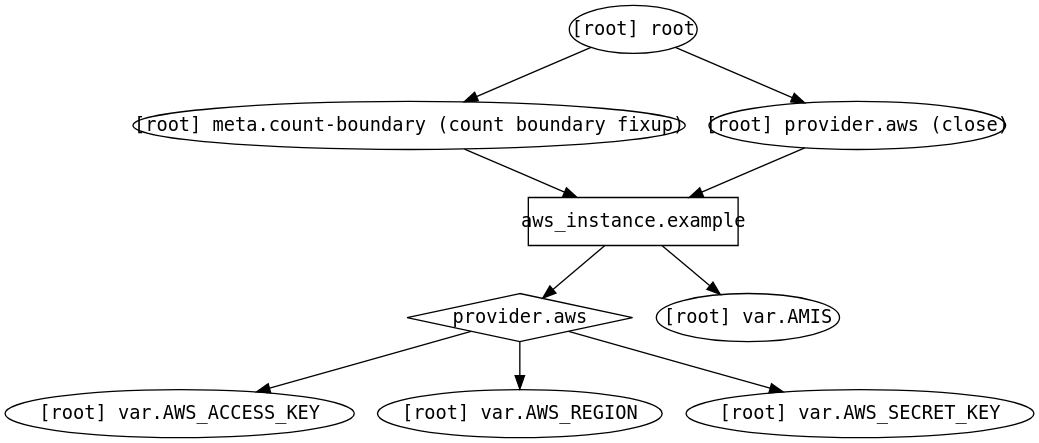 [root] root
[root] meta.count-boundary (count boundary fixup)
[root] provider.aws (close)
aws_instance.example
provider.aws
[root] var.AMIS
[root] var.AWS_ACCESS_KEY
[root] var.AWS_REGION
[root] var.AWS_SECRET_KEY